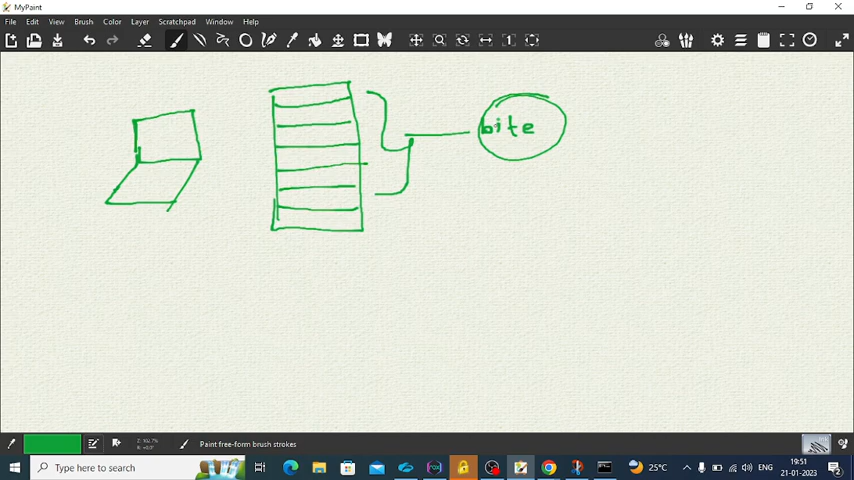 MyPaint
File Edit View Brush Color Layer Scratchpad Window Help
bite
Paint free-form brush strokes
Type here to search
25°C
ENG
19:51
21-01-2023